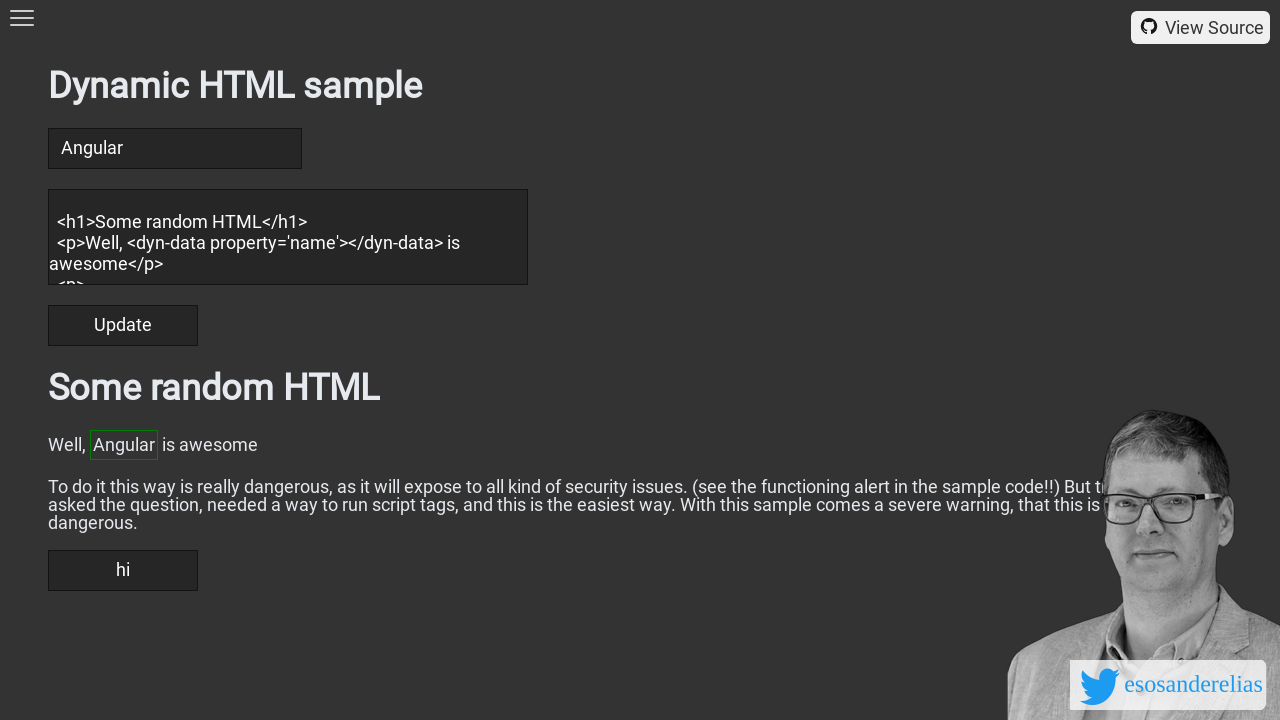 View Source
Dynamic HTML sample
Angular
<h1>Some random HTML</h1>
<p>Well, <dyn-data property='name'></dyn-data> is
awesome</p>
Update
Some random HTML
Well, Angular is awesome
To do it this way is really dangerous, as it will expose to all kind of security issues. (see the functioning alert in the sample code!!) But
asked the question, needed a way to run script tags, and this is the easiest way. With this sample comes a severe warning, that this is
dangerous.
hi
esosanderelias